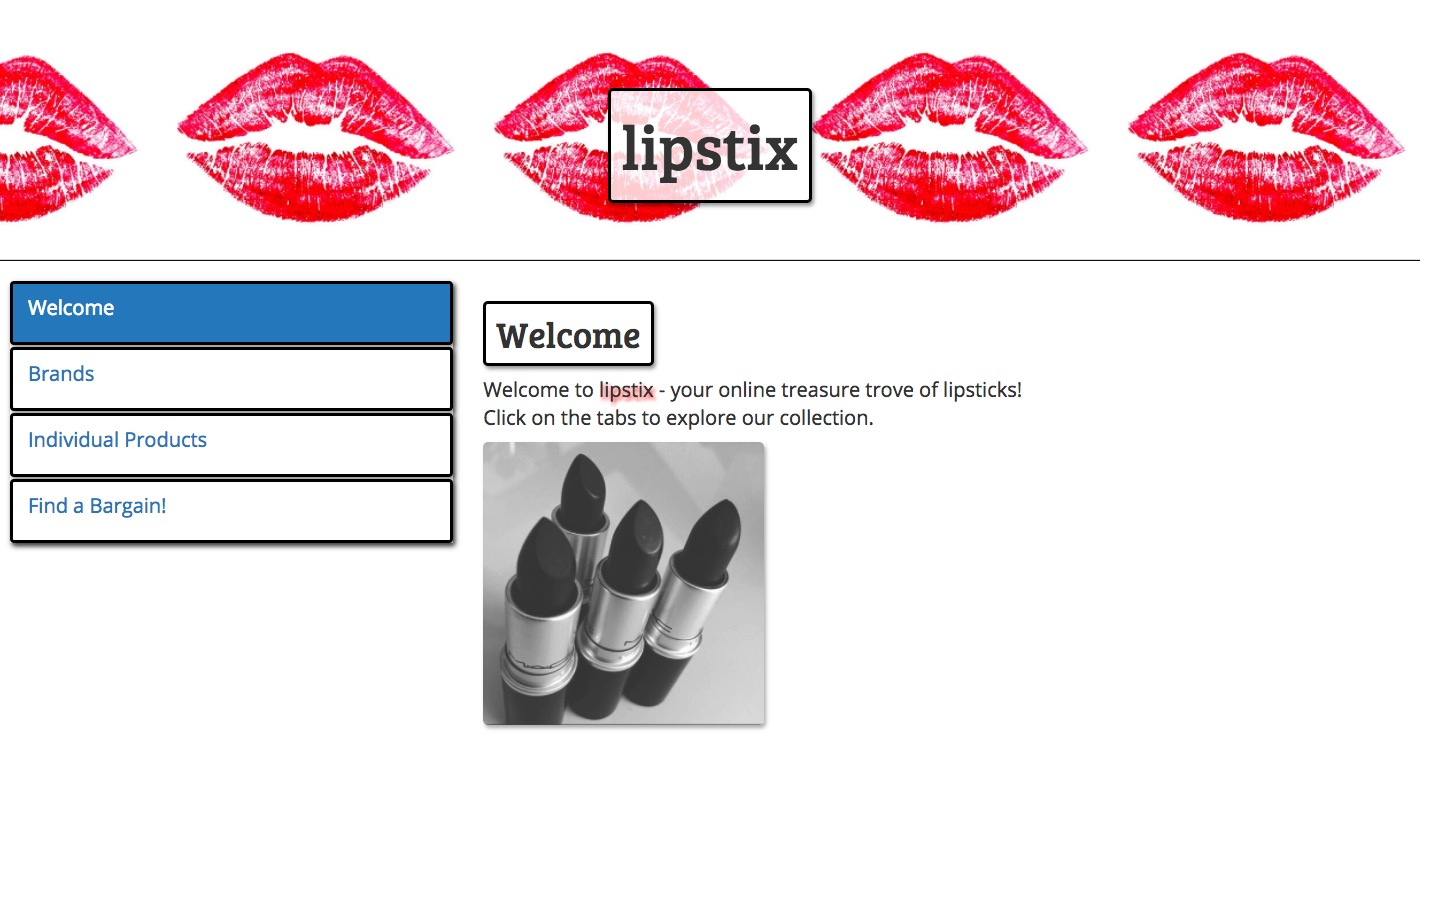 lipstix
Welcome
Brands
Individual Products
Find a Bargain!
Welcome
Welcome to lipstix - your online treasure trove of lipsticks!
Click on the tabs to explore our collection.